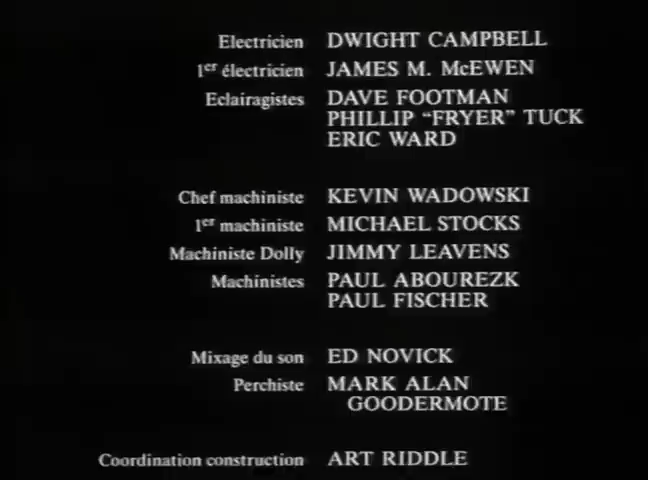 Electricien DWIGHT CAMPBELL
1er électricien JAMES M. McEWEN
Eclairagistes DAVE FOOTMAN
PHILLIP “FRYER” TUCK
ERIC WARD
Chef machiniste KEVIN WADOWSKI
1er machiniste MICHAEL STOCKS
Machiniste Dolly JIMMY LEAVENS
Machinistes PAUL ABOUREZK
PAUL FISCHER
Mixage du son ED NOVICK
Perchiste MARK ALAN
GOODERMOTE
Coordination construction ART RIDDLE